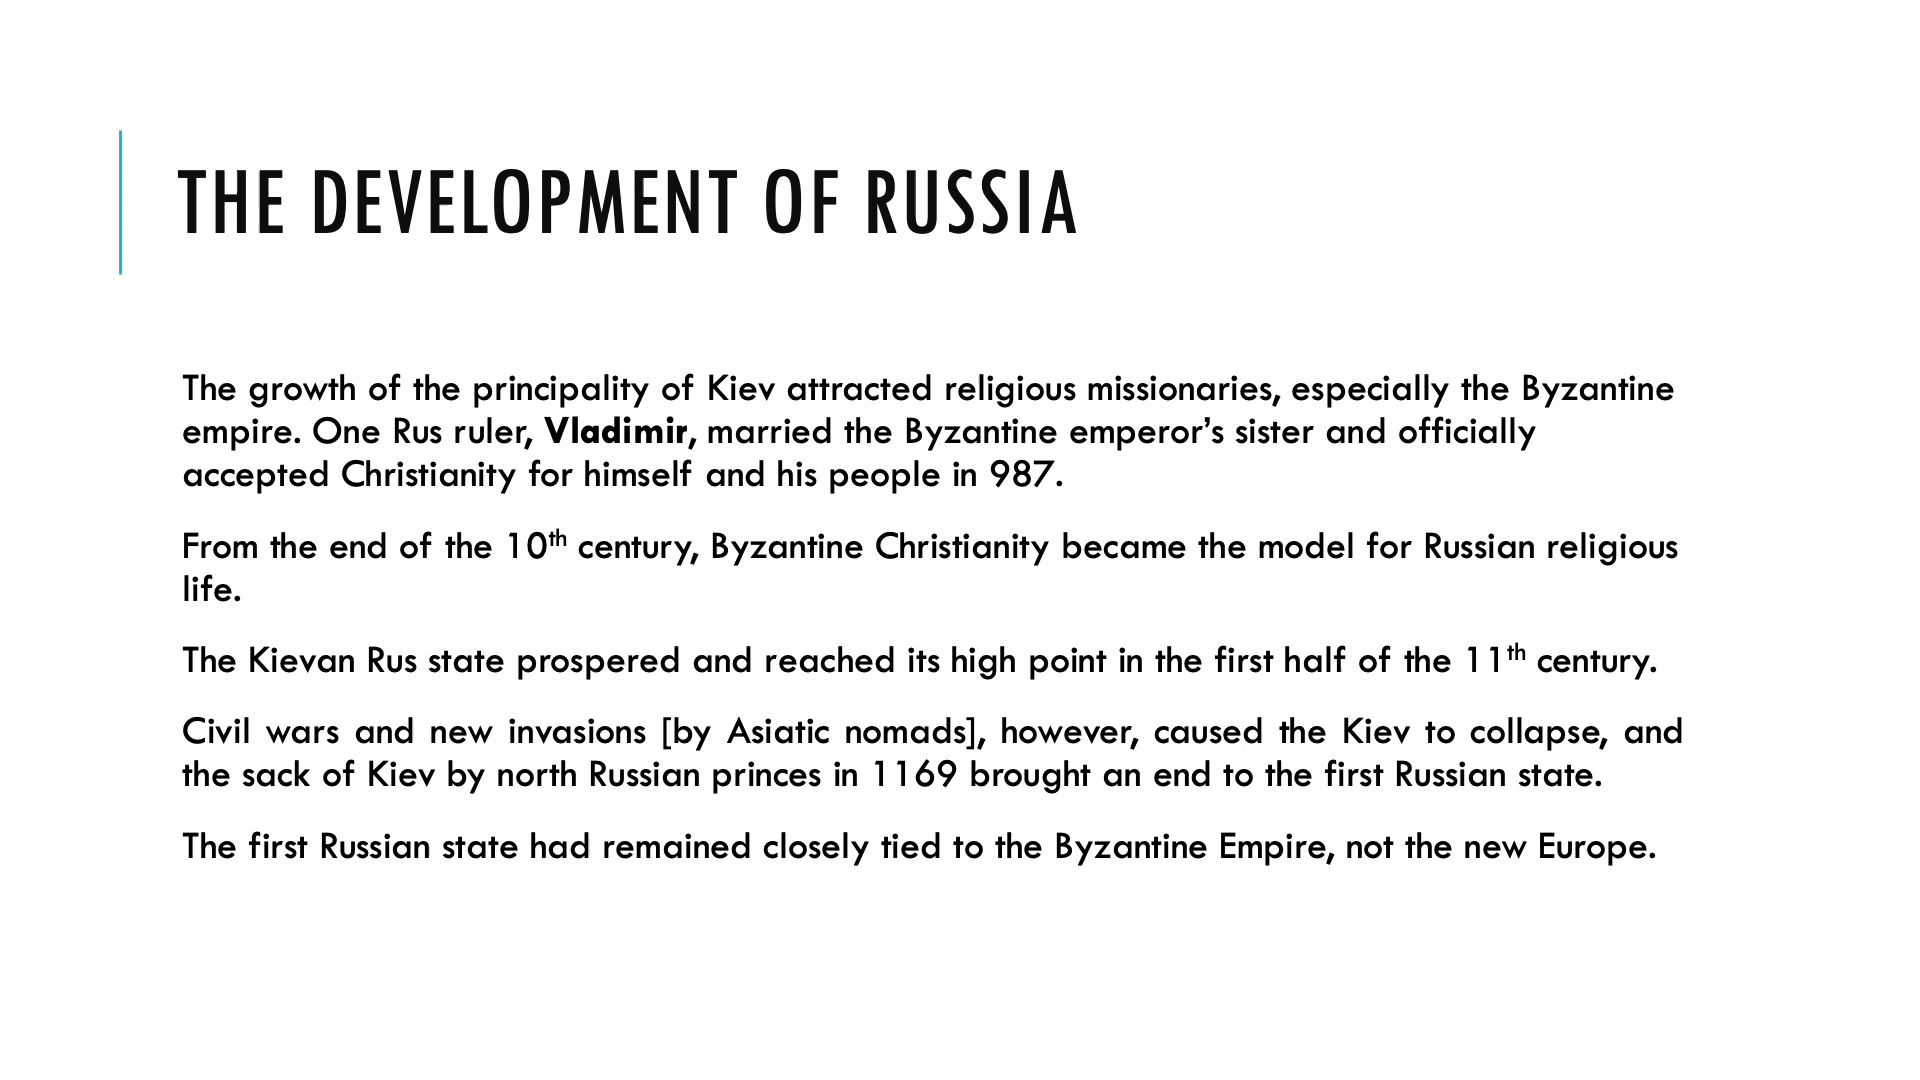 THE DEVELOPMENT OF RUSSIA
The growth of the principality of Kiev attracted religious missionaries, especially the Byzantine
empire. One Rus ruler, Vladimir, married the Byzantine emperor’s sister and officially
accepted Christianity for himself and his people in 987.
From the end of the 10th century, Byzantine Christianity became the model for Russian religious
life.
The Kievan Rus state prospered and reached its high point in the first half of the 11th century.
Civil wars and new invasions [by Asiatic nomads], however, caused the Kiev to collapse, and
the sack of Kiev by north Russian princes in 1169 brought an end to the first Russian state.
The first Russian state had remained closely tied to the Byzantine Empire, not the new Europe.